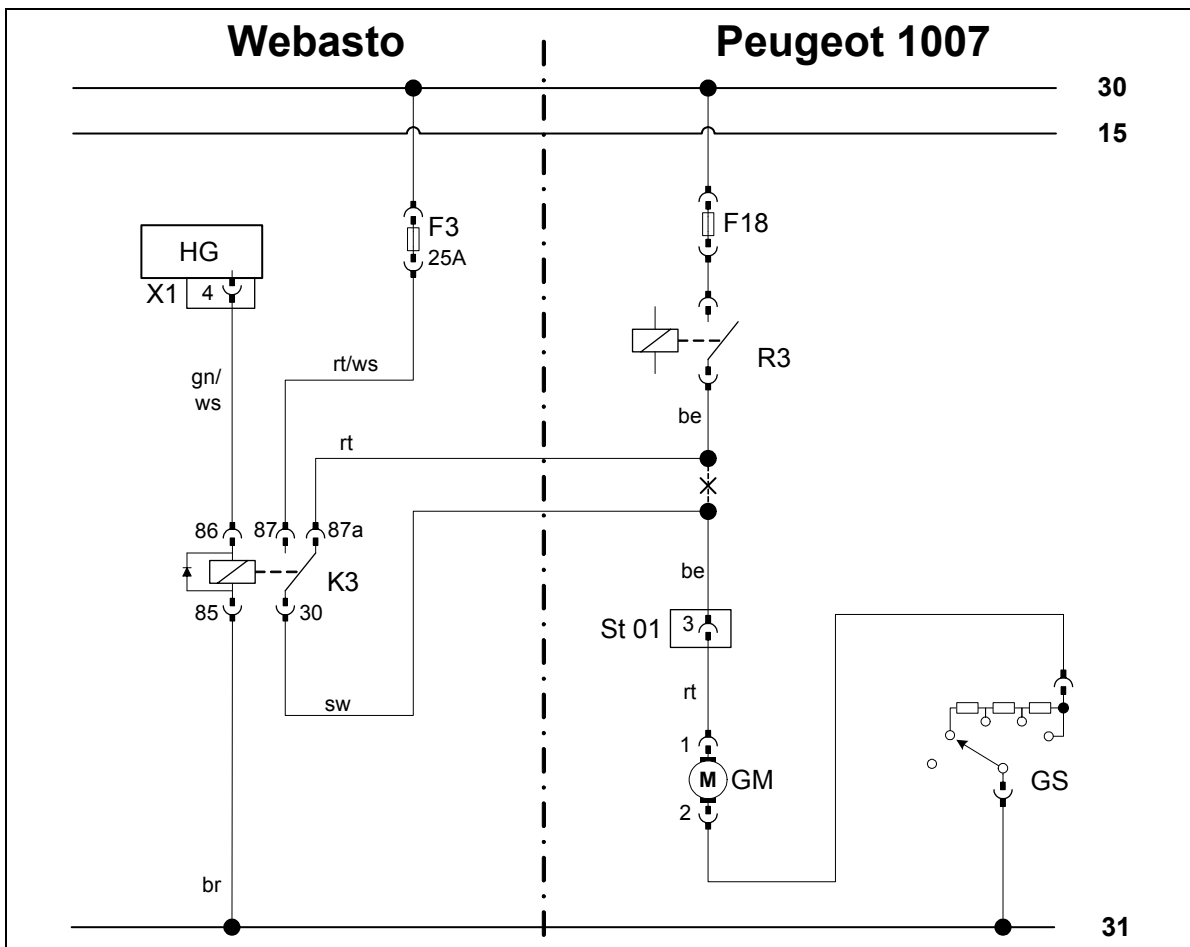 Webasto
Peugeot 1007
30
15
F3
25A
F18
HG
X1 4
R3
rt/ws
gn/
ws
be
rt
86 87 87a
K3
85 30
be
St 01 3
sw
rt
1
M GM
2
GS
br
31